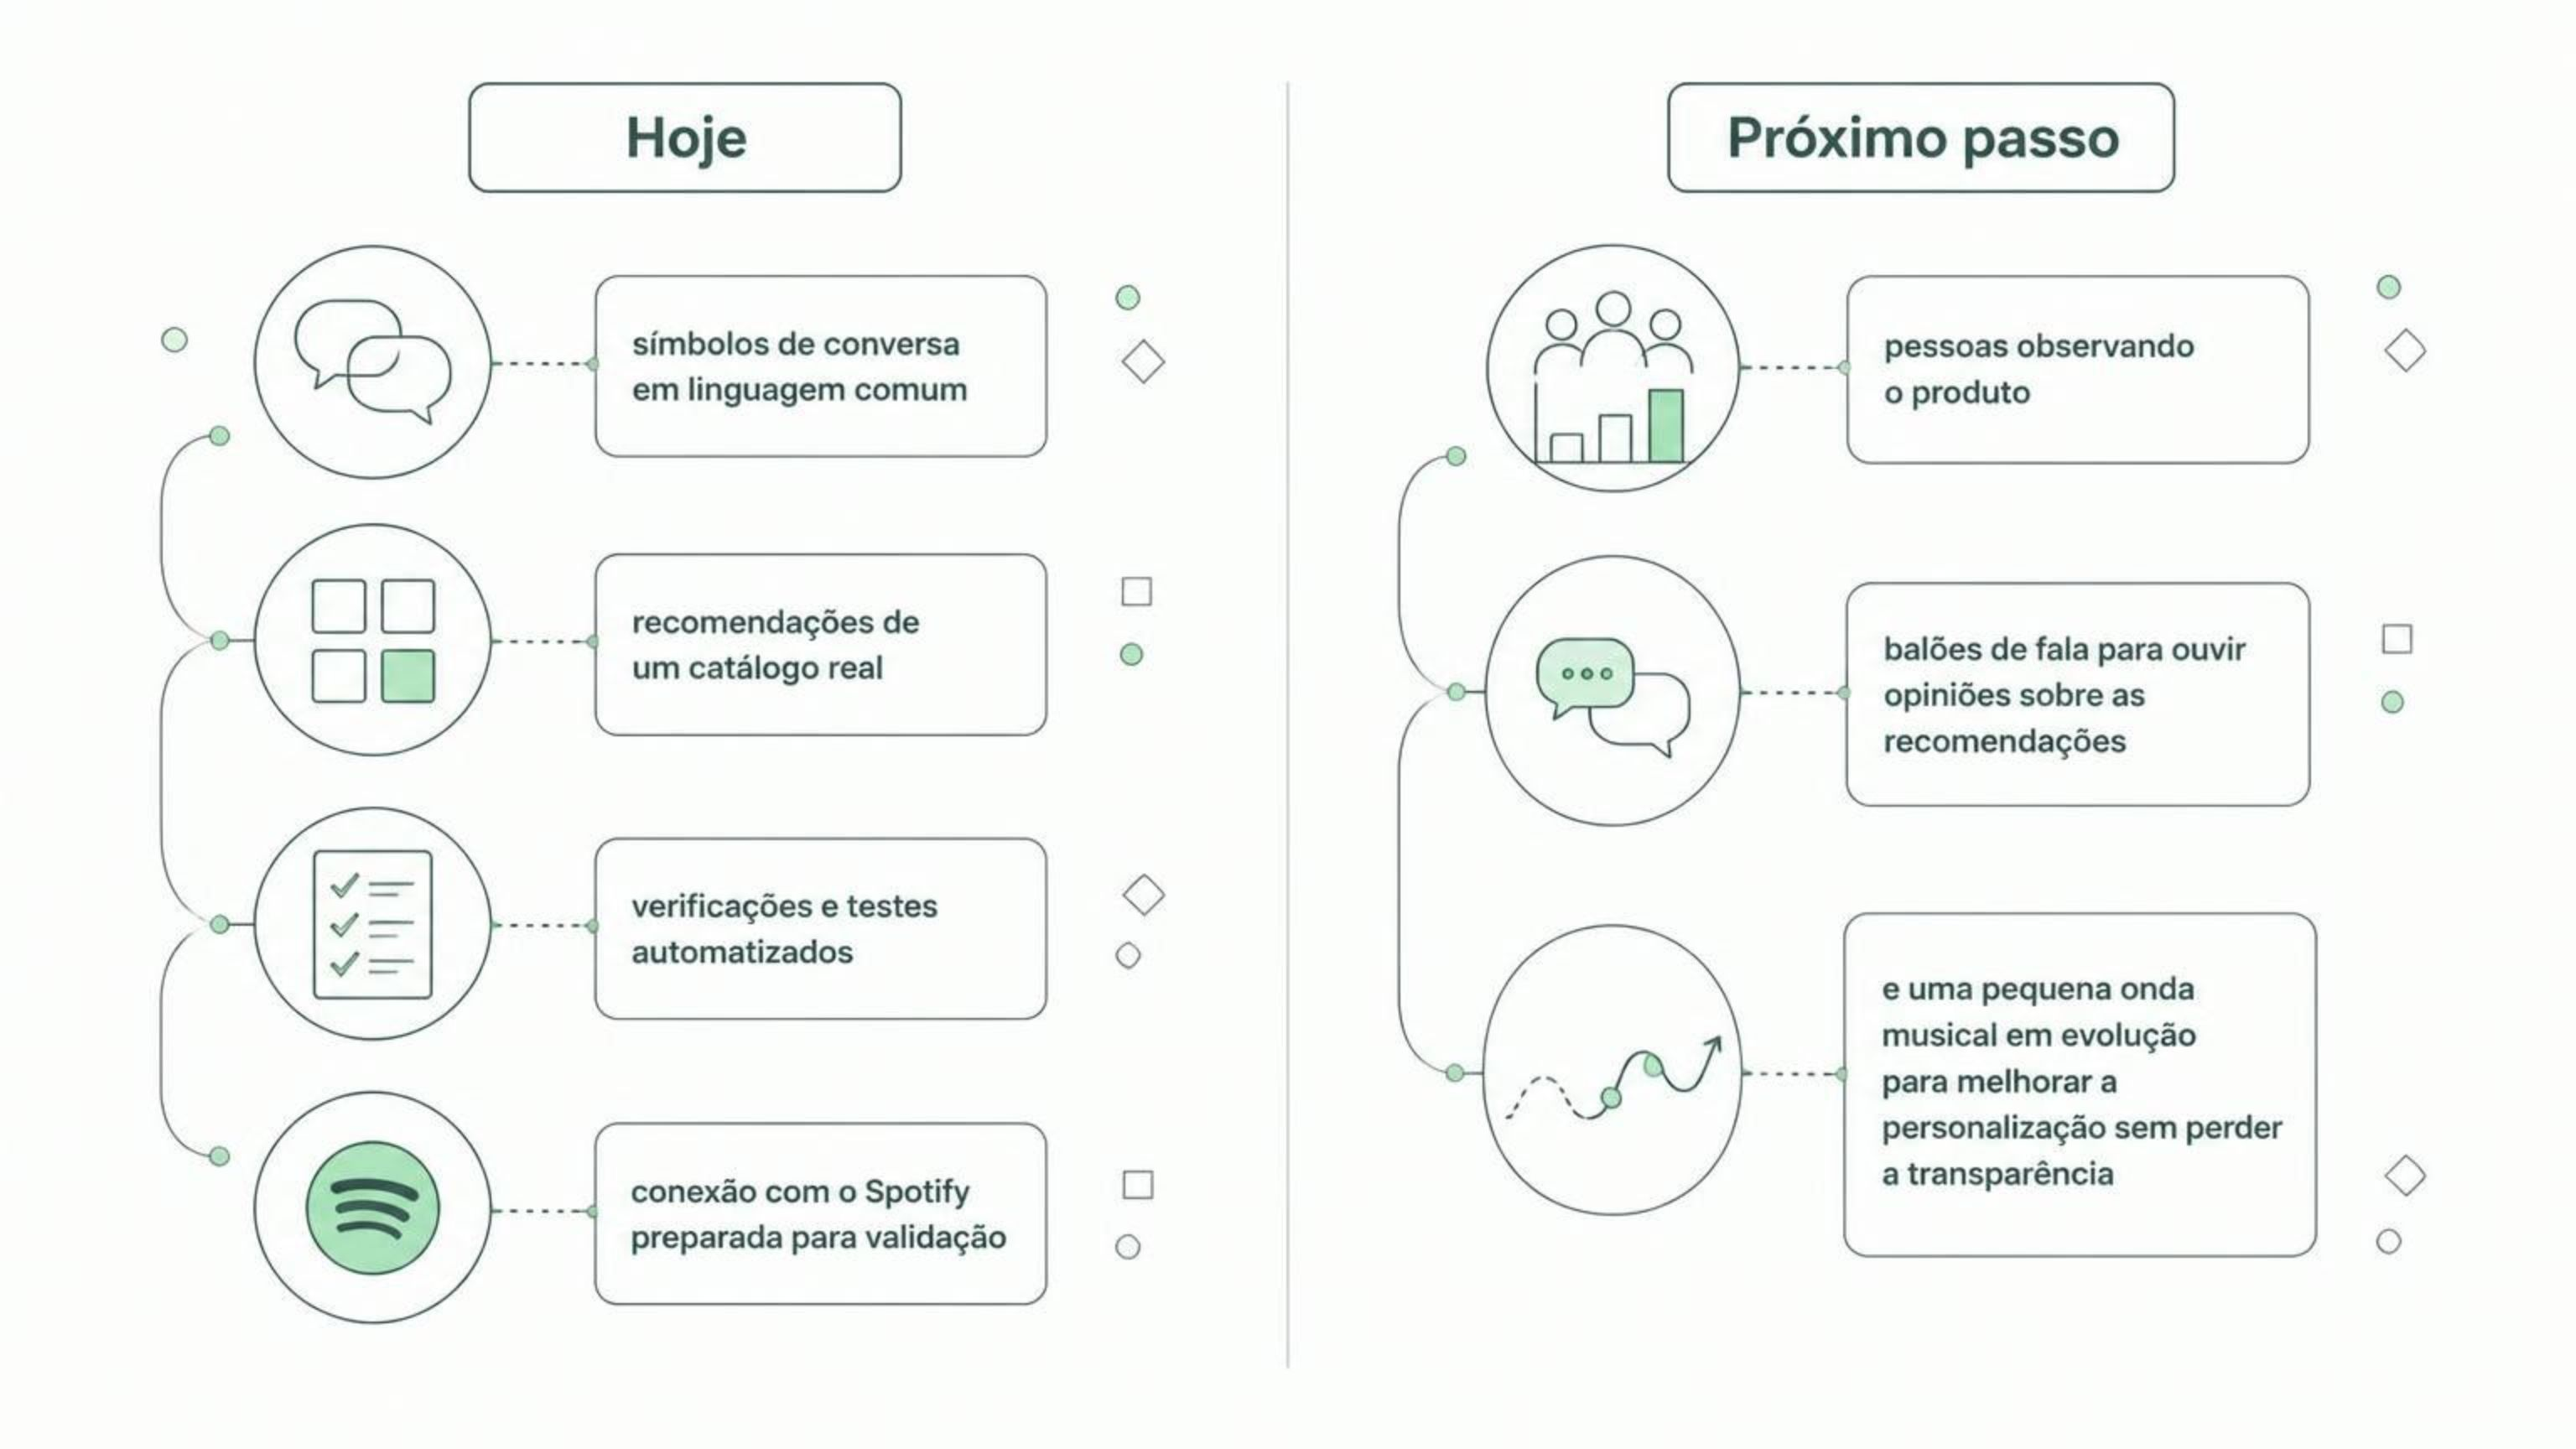 Hoje
símbolos de conversa
em linguagem comum
recomendações de
um catálogo real
verificações e testes
automatizados
conexão com o Spotify
preparada para validação
Próximo passo
pessoas observando
o produto
balões de fala para ouvir
opiniões sobre as
recomendações
e uma pequena onda
musical em evolução
para melhorar a
personalização sem perder
a transparência